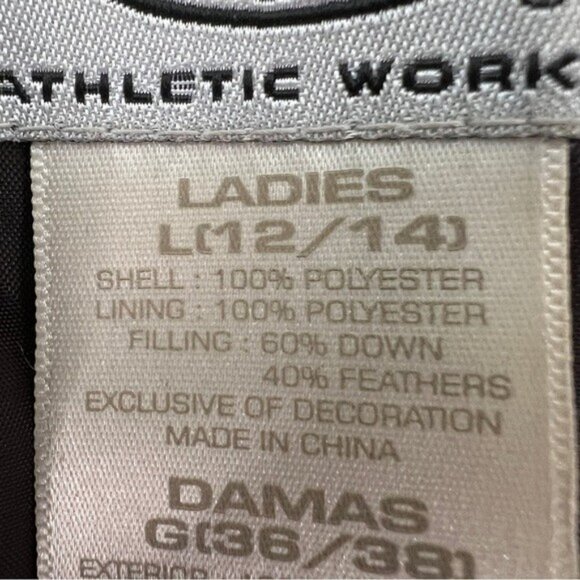 ATHLETIC WORK
LADIES
L(12/14)
SHELL : 100% POLYESTER
LINING : 100% POLYESTER
FILLING : 60% DOWN
40% FEATHERS
EXCLUSIVE OF DECORATION
MADE IN CHINA
DAMAS
G(36/38)
EXTERIOR